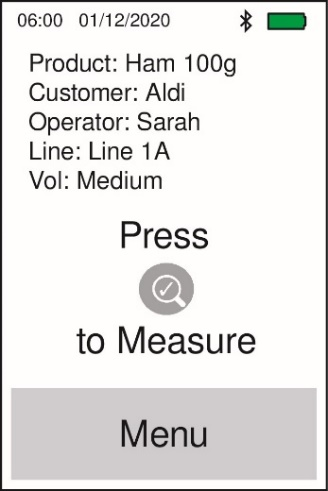 06:00 01/12/2020
Product: Ham 100g
Customer: Aldi
Operator: Sarah
Line: Line 1A
Vol: Medium
Press
to Measure
Menu